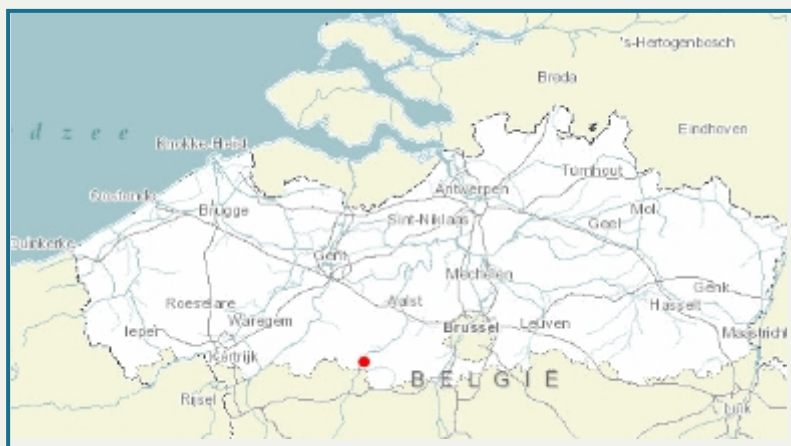 's-Hertogenbosch
Breda
d z e e
Eindhoven
Knokke-Heist
Turnhout
Antwerpen
Oostende
Brugge
Mol
Sint-Niklaas
Geel
Duinkerke
Gent
Mechelen
Genk
Roeselare
Aalst
Hasselt
Waregem
Ieper
Brussel
Leuven
Maastricht
Kortrijk
BELGIË
Rijsel
Luik